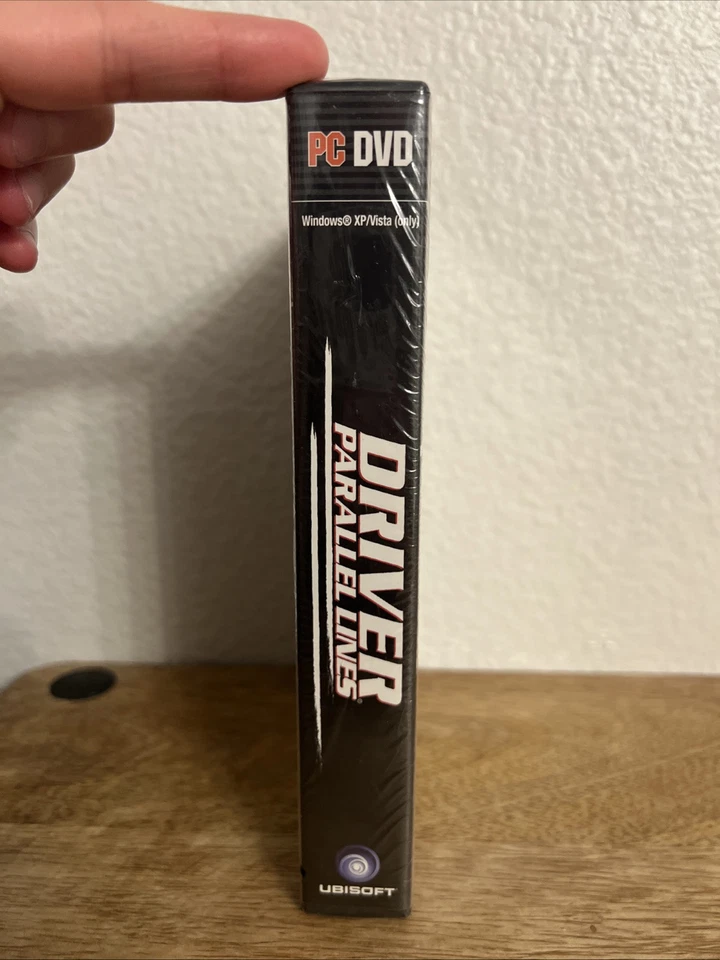 PC DVD
Windows® XP/Vista (only)
DRIVER
PARALLEL LINES®
UBISOFT